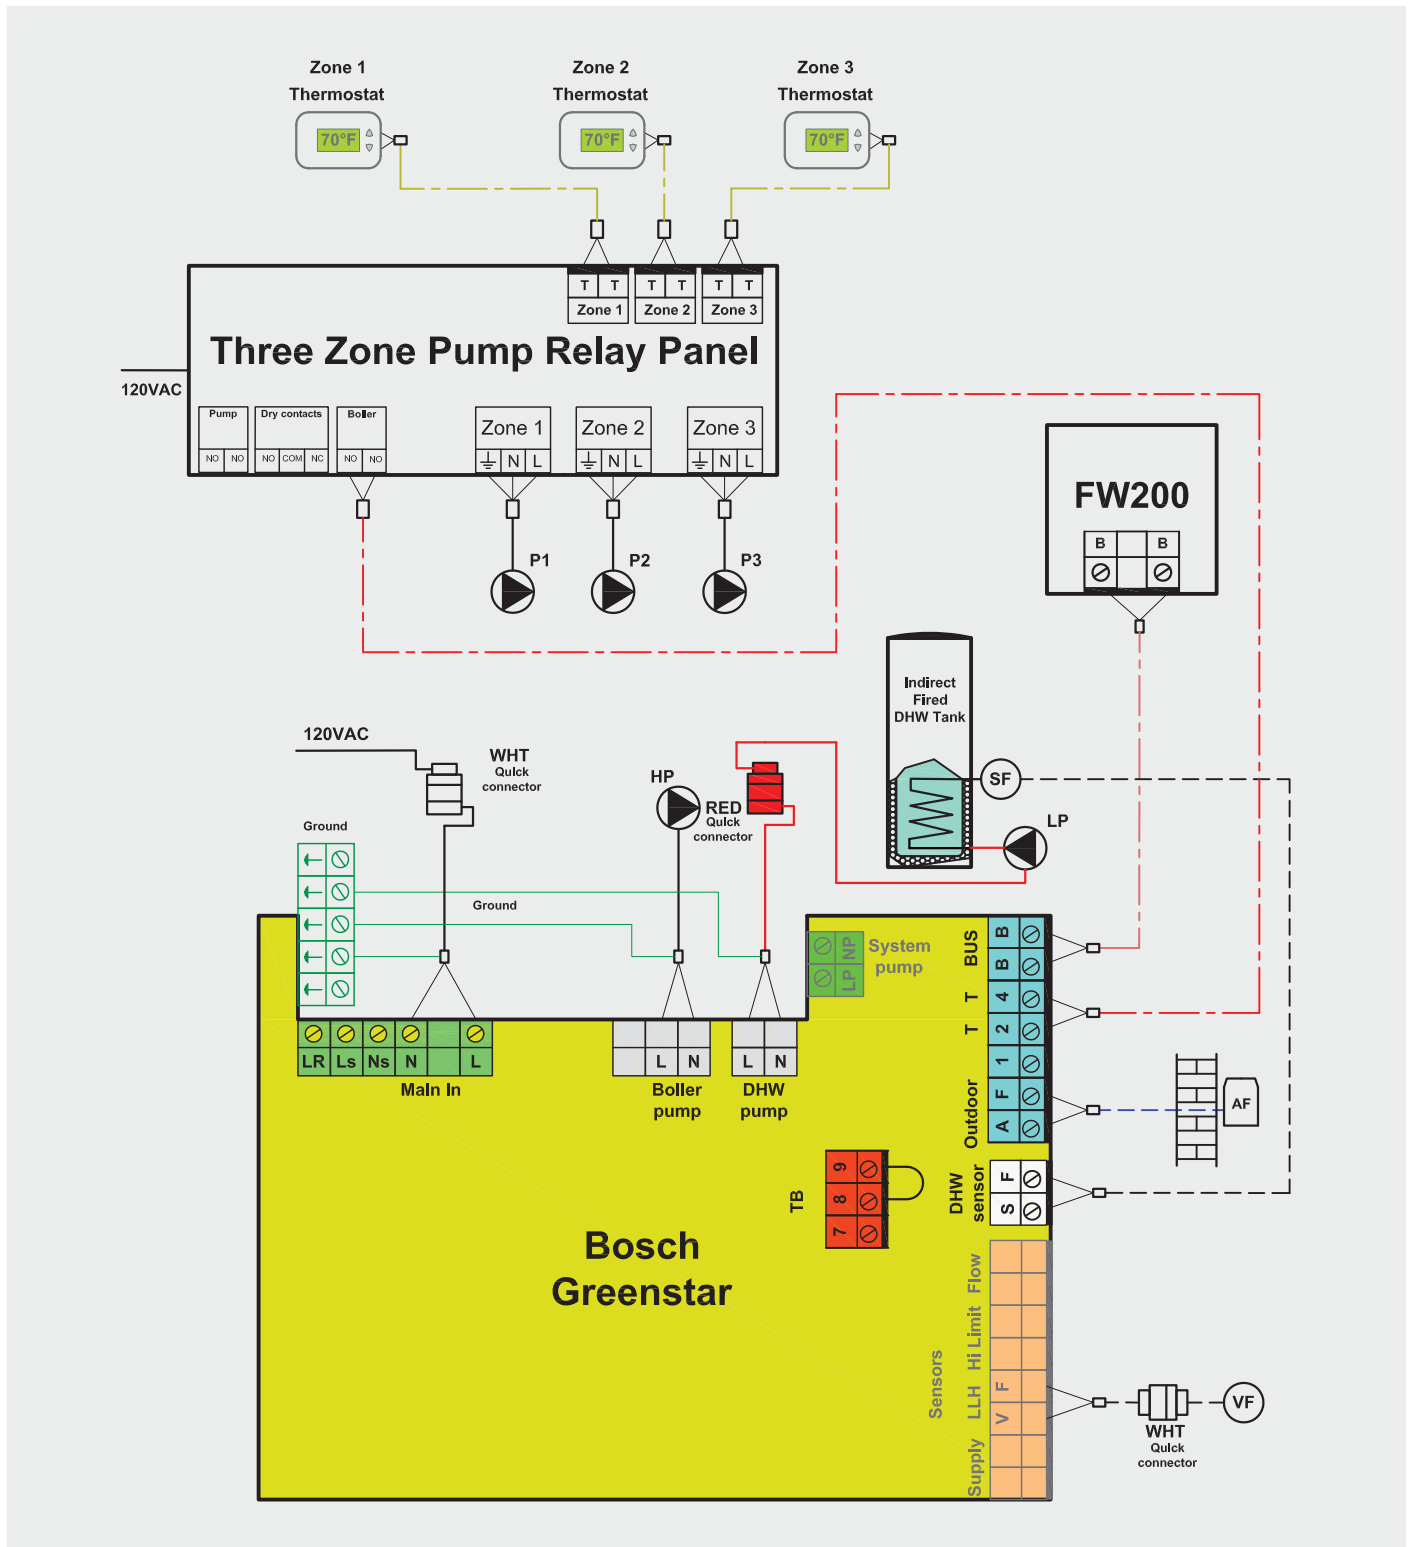 Zone 1
Thermostat
Zone 2
Thermostat
Zone 3
Thermostat
70°F
70°F
70°F
T T T T T T
Zone 1 Zone 2 Zone 3
Three Zone Pump Relay Panel
120VAC
Pump Dry contacts Boiler
NO NO NO COM NC NO NO
Zone 1 Zone 2 Zone 3
N L N L N L
P1 P2 P3
FW200
B B
Indirect
Fired
DHW Tank
SF
LP
120VAC
WHT
Quick
connector
HP
RED
Quick
connector
Ground
Ground
System
pump
NP
LP
LR Ls Ns N L
Main In
L N
Boiler
pump
L N
DHW
pump
BUS
B
B
T
4
T
2
1
Outdoor
F
A
AF
DHW
sensor
F
S
TB
9
8
7
Bosch
Greenstar
Sensors
Flow
Hi Limit
LLH
F
V
Supply
VF
WHT
Quick
connector